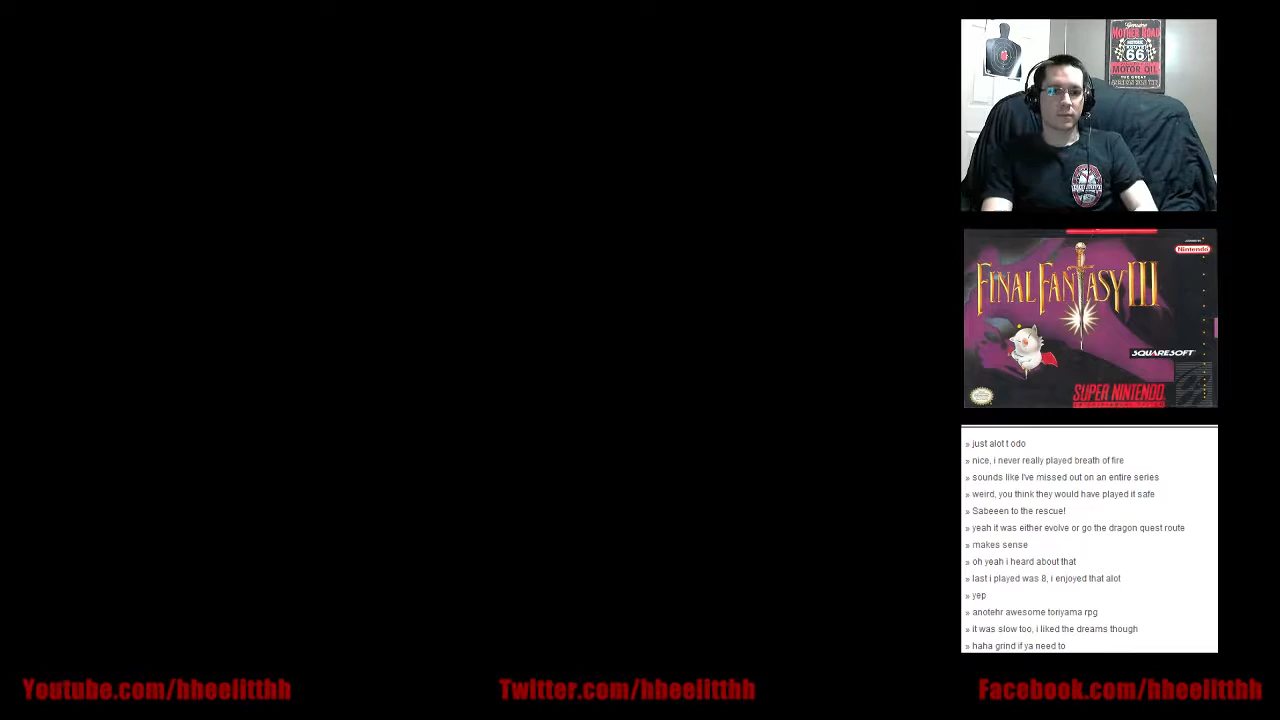 Genuine
MOTHER ROAD
66
MOTOR OIL
THE GREAT
Nintendo
FINAL FANTASY III
SQUARESOFT
SUPER NINTENDO
» just alot t odo
» nice, i never really played breath of fire
» sounds like I've missed out on an entire series
» weird, you think they would have played it safe
» Sabeeen to the rescue!
» yeah it was either evolve or go the dragon quest route
» makes sense
» oh yeah i heard about that
» last i played was 8, i enjoyed that alot
» yep
» anotehr awesome toriyama rpg
» it was slow too, i liked the dreams though
» haha grind if ya need to
Youtube.com/hheelitthh
Twitter.com/hheelitthh
Facebook.com/hheelitthh